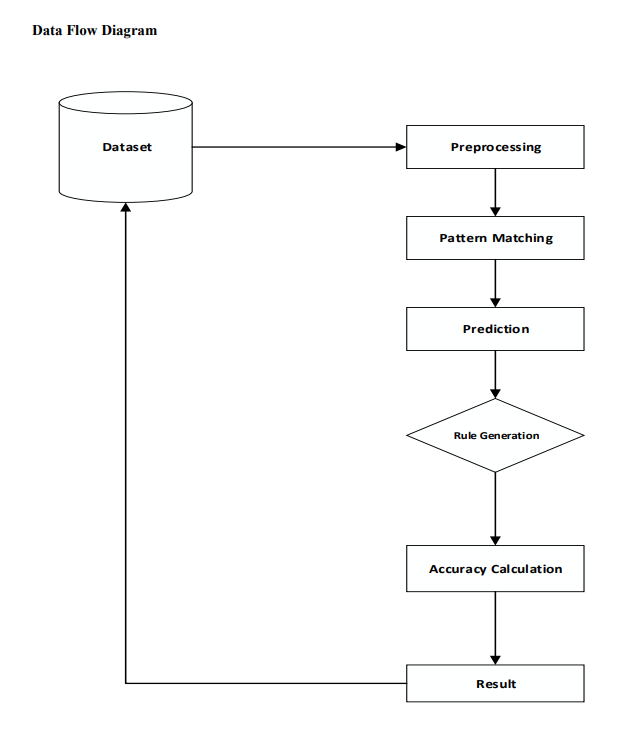 Data Flow Diagram
Dataset
Preprocessing
Pattern Matching
Prediction
Rule Generation
Accuracy Calculation
Result